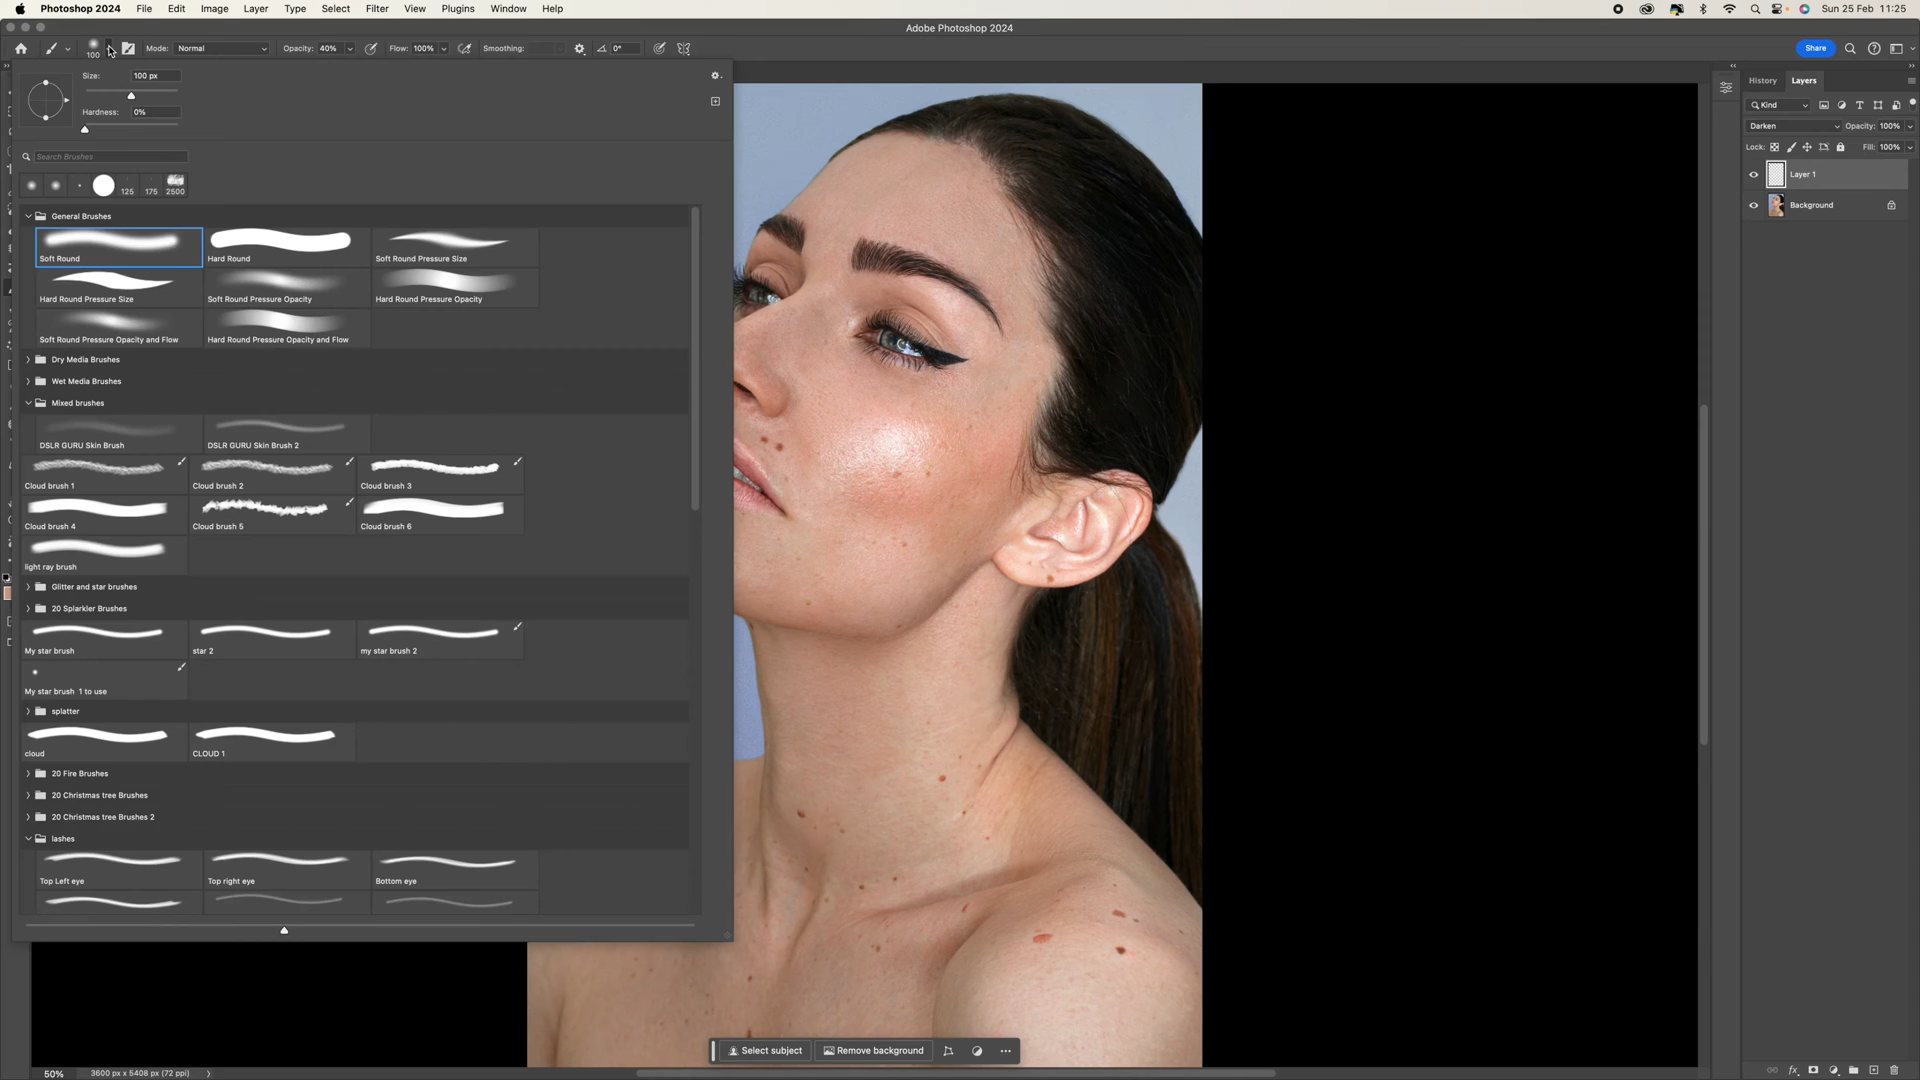 Photoshop 2024 File Edit Image Layer Type Select Filter View Plugins Window Help Sun 25 Feb 11:25
Adobe Photoshop 2024
100 Mode: Normal Opacity: 40% Flow: 100% Smoothing: 0° Share
Size: 100 px
Hardness: 0%
Search Brushes
125 175 2500
General Brushes
Soft Round Hard Round Soft Round Pressure Size
Hard Round Pressure Size Soft Round Pressure Opacity Hard Round Pressure Opacity
Soft Round Pressure Opacity and Flow Hard Round Pressure Opacity and Flow
Dry Media Brushes
Wet Media Brushes
Mixed brushes
DSLR GURU Skin Brush DSLR GURU Skin Brush 2
Cloud brush 1 Cloud brush 2 Cloud brush 3
Cloud brush 4 Cloud brush 5 Cloud brush 6
light ray brush
Glitter and star brushes
20 Splarkler Brushes
My star brush star 2 my star brush 2
My star brush 1 to use
splatter
cloud CLOUD 1
20 Fire Brushes
20 Christmas tree Brushes
20 Christmas tree Brushes 2
lashes
Top Left eye Top right eye Bottom eye
History Layers
Kind
Darken Opacity: 100%
Lock: Fill: 100%
Layer 1
Background
Select subject Remove background
50% 3600 px x 5408 px (72 ppi)